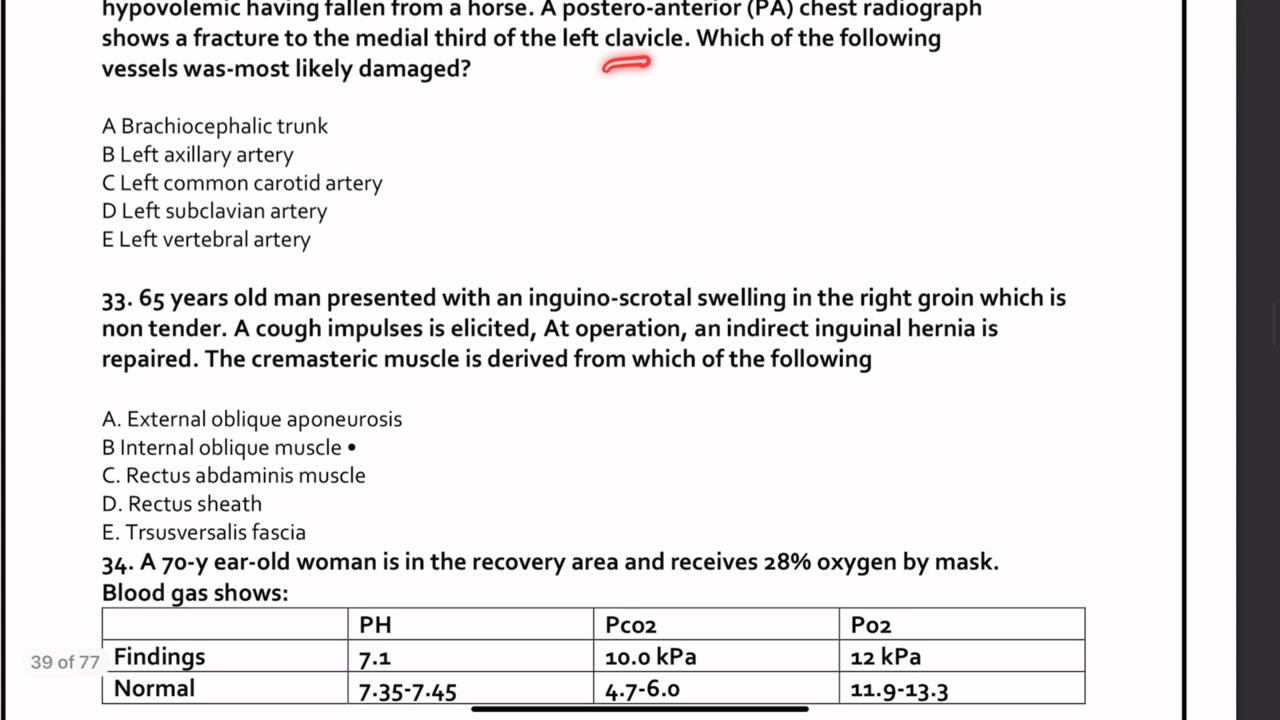 hypovolemic having fallen from a horse. A postero-anterior (PA) chest radiograph
shows a fracture to the medial third of the left clavicle. Which of the following
vessels was-most likely damaged?
A Brachiocephalic trunk
B Left axillary artery
C Left common carotid artery
D Left subclavian artery
E Left vertebral artery
33. 65 years old man presented with an inguino-scrotal swelling in the right groin which is
non tender. A cough impulses is elicited, At operation, an indirect inguinal hernia is
repaired. The cremasteric muscle is derived from which of the following
A. External oblique aponeurosis
B Internal oblique muscle •
C. Rectus abdaminis muscle
D. Rectus sheath
E. Trsusversalis fascia
34. A 70-y ear-old woman is in the recovery area and receives 28% oxygen by mask.
Blood gas shows:
PH Pco2 Po2
Findings 7.1 10.0 kPa 12 kPa
Normal 7.35-7.45 4.7-6.0 11.9-13.3
39 of 77